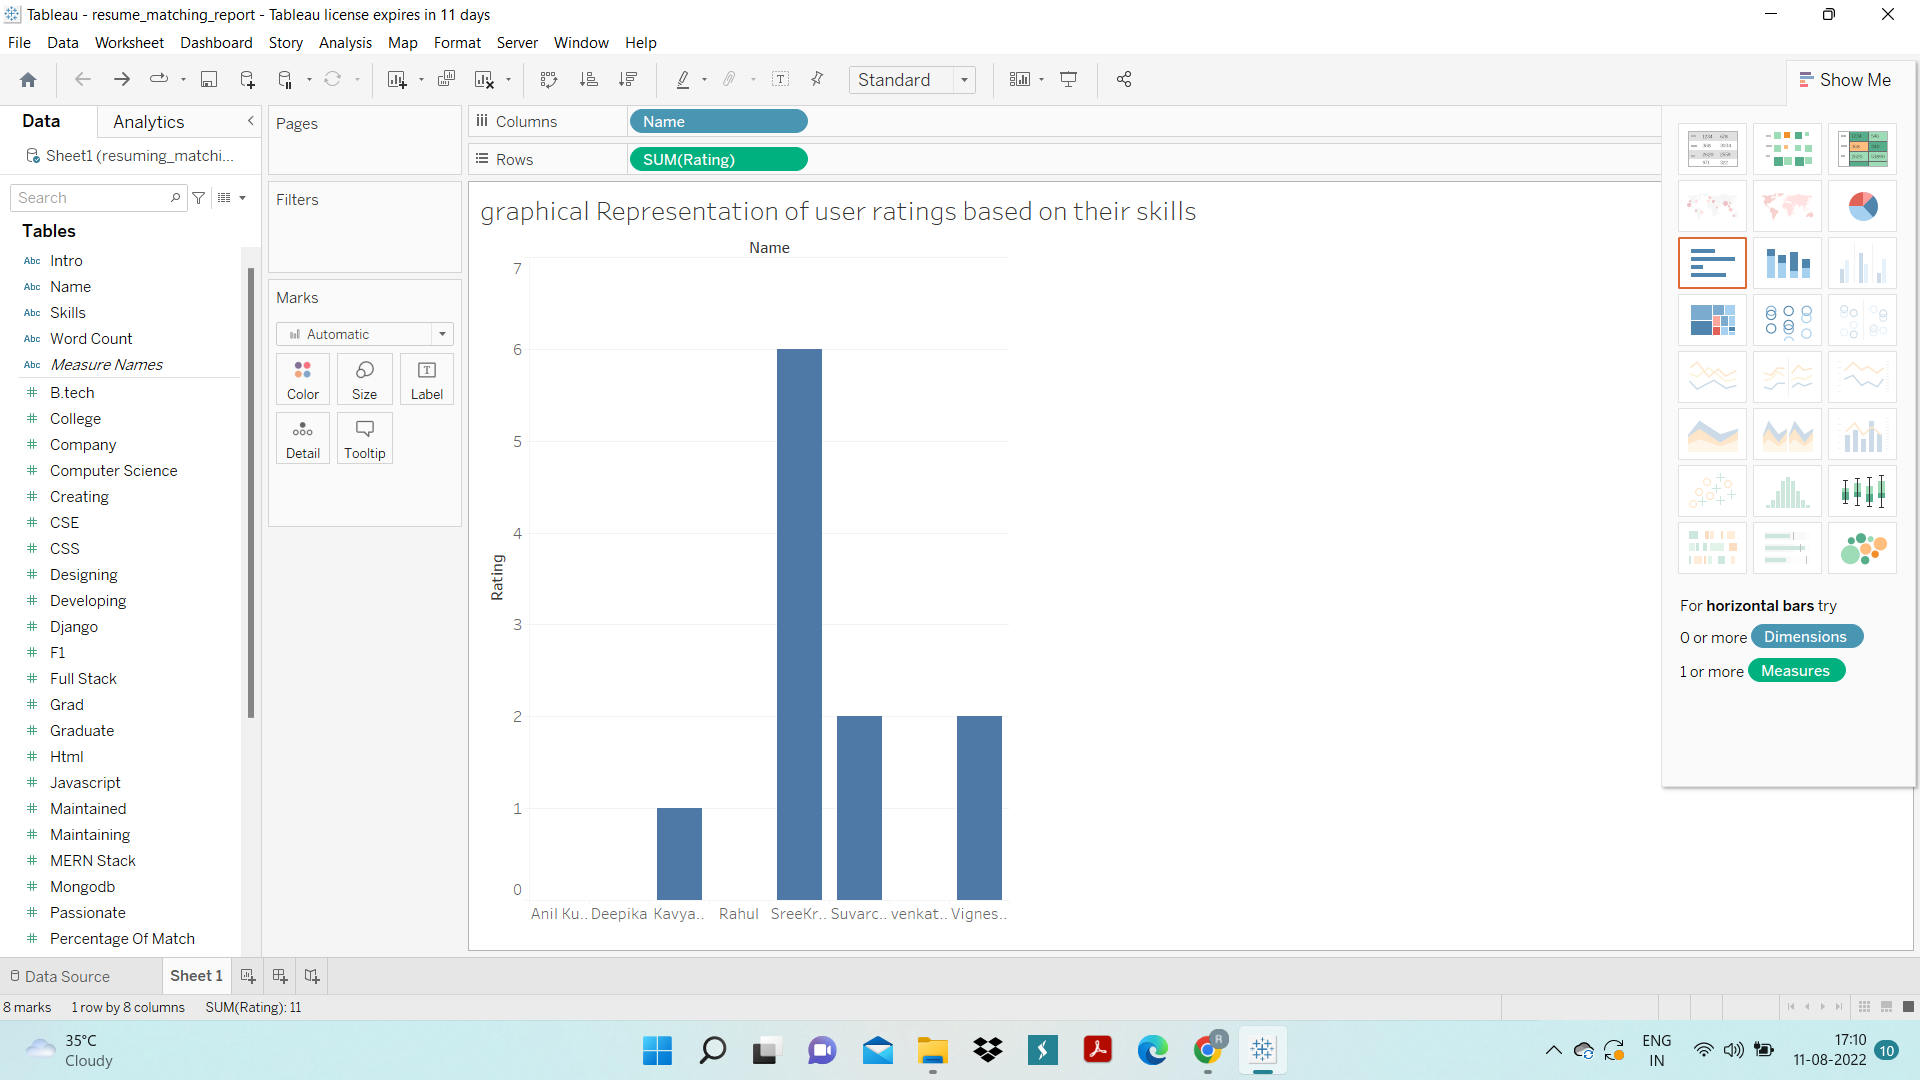 Tableau - resume_matching_report - Tableau license expires in 11 days
File Data Worksheet Dashboard Story Analysis Map Format Server Window Help
Standard
Show Me
Data
Analytics
Sheet1 (resuming_matchi...
Search
Tables
Abc Intro
Abc Name
Abc Skills
Abc Word Count
Abc Measure Names
# B.tech
# College
# Company
# Computer Science
# Creating
# CSE
# CSS
# Designing
# Developing
# Django
# F1
# Full Stack
# Grad
# Graduate
# Html
# Javascript
# Maintained
# Maintaining
# MERN Stack
# Mongodb
# Passionate
# Percentage Of Match
Pages
Filters
Marks
Automatic
Color Size Label
Detail Tooltip
Columns Name
Rows SUM(Rating)
graphical Representation of user ratings based on their skills
Name
7
6
5
4
3
2
1
0
Rating
Anil Ku.. Deepika Kavya.. Rahul SreeKr.. Suvarc.. venkat.. Vignes..
For horizontal bars try
0 or more Dimensions
1 or more Measures
Data Source
Sheet 1
8 marks 1 row by 8 columns SUM(Rating): 11
35°C
Cloudy
R
ENG
IN
17:10
11-08-2022
10